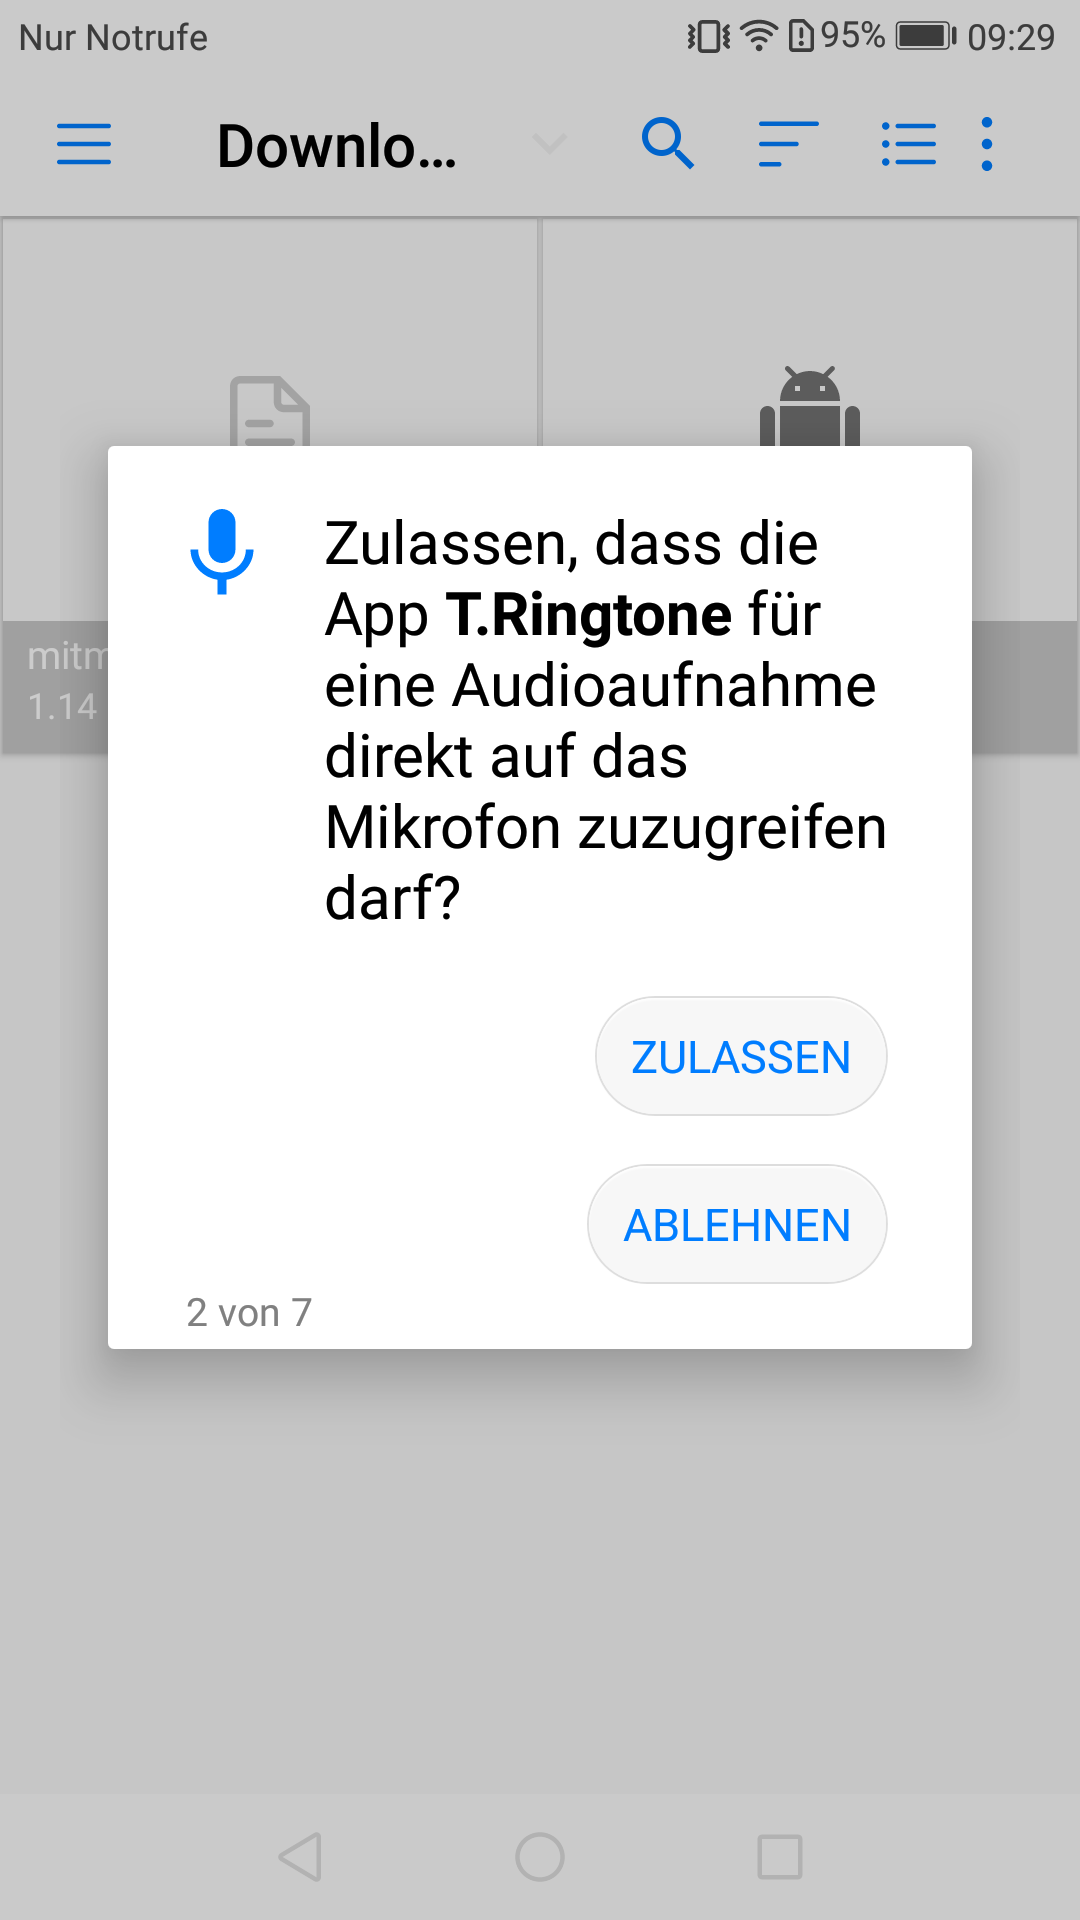 Nur Notrufe
95%
09:29
Downlo...
mitm
1.14
Zulassen, dass die
App T.Ringtone für
eine Audioaufnahme
direkt auf das
Mikrofon zuzugreifen
darf?
ZULASSEN
ABLEHNEN
2 von 7